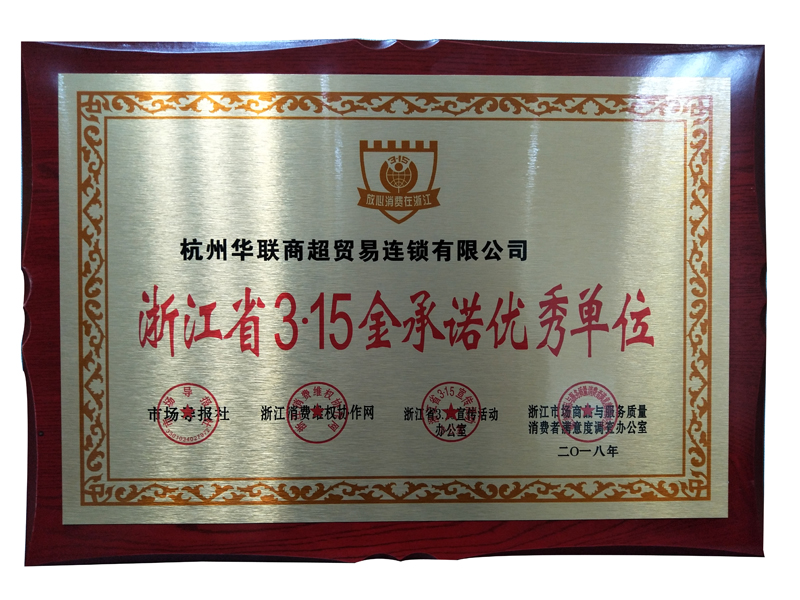 3·15
放心消费在浙江
杭州华联商超贸易连锁有限公司
浙江省3·15金承诺优秀单位
市场导报社
浙江消费维权协作网
浙江省3.15宣传活动
办公室
浙江市场商品与服务质量
消费者满意度调查办公室
二〇一八年